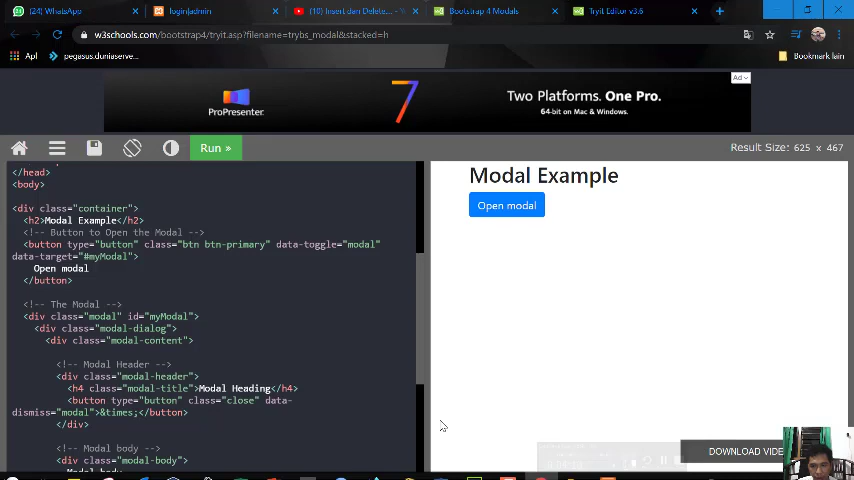 (24) WhatsApp
login|admin
(10) Insert dan Delete...
Bootstrap 4 Modals
Tryit Editor v3.6
w3schools.com/bootstrap4/tryit.asp?filename=trybs_modal&stacked=h
Apl
pegasus.duniaserve...
Bookmark lain
ProPresenter.
7
Two Platforms. One Pro.
64-bit on Mac & Windows.
Ad
Run »
Result Size: 625 x 467
</head>
<body>
<div class="container">
<h2>Modal Example</h2>
<!-- Button to Open the Modal -->
<button type="button" class="btn btn-primary" data-toggle="modal"
data-target="#myModal">
Open modal
</button>
<!-- The Modal -->
<div class="modal" id="myModal">
<div class="modal-dialog">
<div class="modal-content">
<!-- Modal Header -->
<div class="modal-header">
<h4 class="modal-title">Modal Heading</h4>
<button type="button" class="close" data-
dismiss="modal">&times;</button>
</div>
<!-- Modal body -->
<div class="modal-body">
Modal body
Modal Example
Open modal
DOWNLOAD VIDE